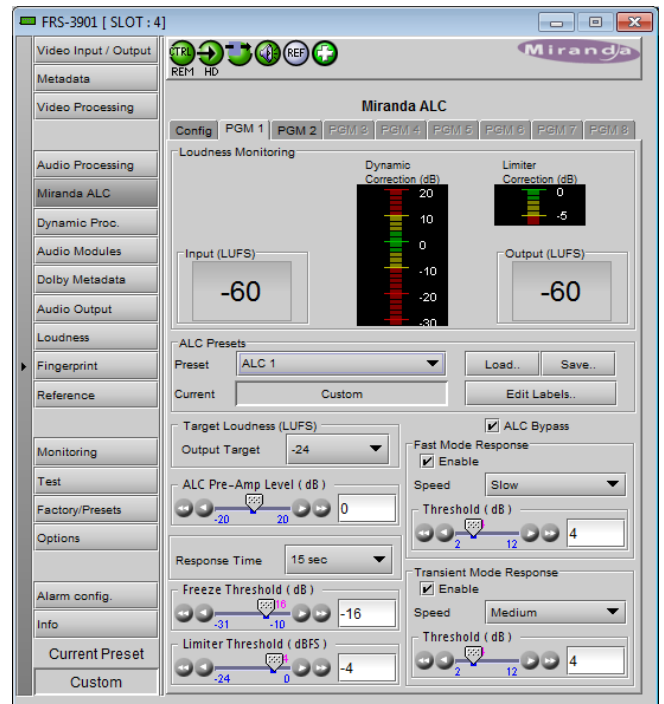 FRS-3901 [ SLOT : 4]
Video Input / Output
Metadata
Video Processing
Audio Processing
Miranda ALC
Dynamic Proc.
Audio Modules
Dolby Metadata
Audio Output
Loudness
Fingerprint
Reference
Monitoring
Test
Factory/Presets
Options
Alarm config.
Info
Current Preset
Custom
CTRL REF
REM HD
Miranda
Miranda ALC
Config PGM 1 PGM 2 PGM 3 PGM 4 PGM 5 PGM 6 PGM 7 PGM 8
Loudness Monitoring
Dynamic
Correction (dB)
20
10
0
-10
-20
-30
Limiter
Correction (dB)
0
-5
Input (LUFS)
-60
Output (LUFS)
-60
ALC Presets
Preset ALC 1 Load.. Save..
Current Custom Edit Labels..
Target Loudness (LUFS)
Output Target -24
ALC Pre-Amp Level ( dB )
-20 20 0
Response Time 15 sec
Freeze Threshold ( dB )
16
-31 -10 -16
Limiter Threshold ( dBFS )
4
-24 0 -4
ALC Bypass
Fast Mode Response
Enable
Speed Slow
Threshold ( dB )
2 12 4
Transient Mode Response
Enable
Speed Medium
Threshold ( dB )
2 12 4